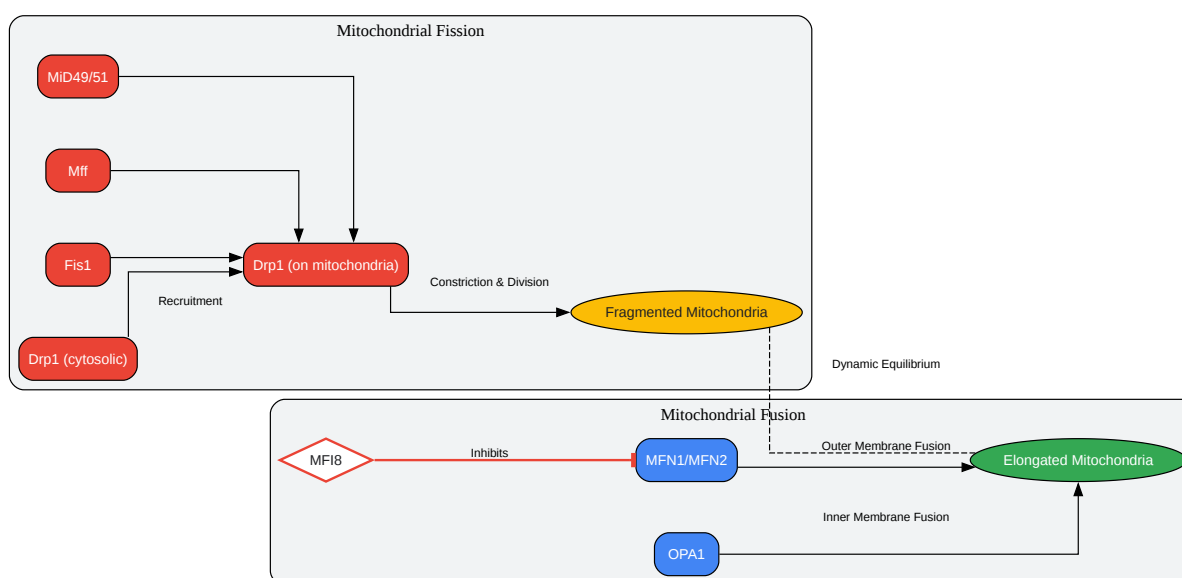 Mitochondrial Fission
MiD49/51
Mff
Fis1
Drp1 (on mitochondria)
Constriction & Division
Recruitment
Fragmented Mitochondria
Drp1 (cytosolic)
Dynamic Equilibrium
Mitochondrial Fusion
MFI8
Inhibits
MFN1/MFN2
Outer Membrane Fusion
Elongated Mitochondria
Inner Membrane Fusion
OPA1